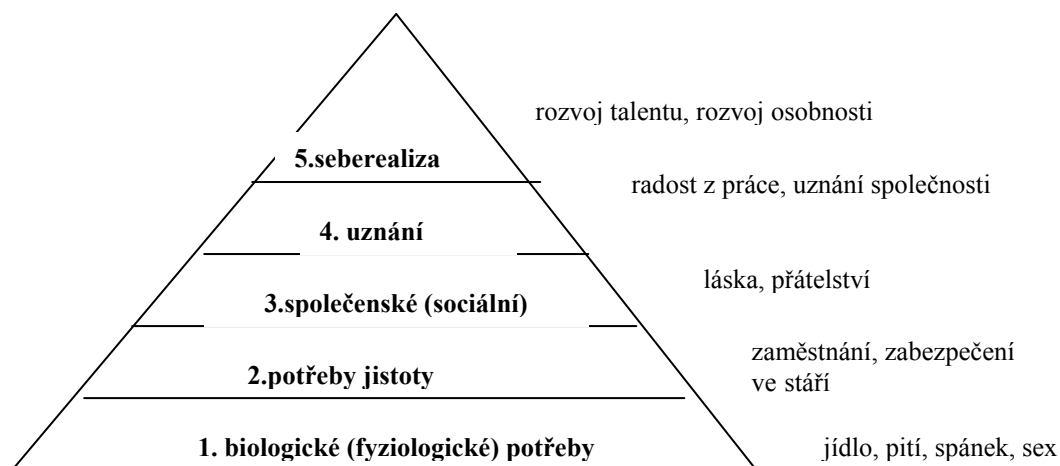 rozvoj talentu, rozvoj osobnosti
5.seberealiza
radost z práce, uznání společnosti
4. uznání
láska, přátelství
3.společenské (sociální)
zaměstnání, zabezpečení
ve stáří
2.potřeby jistoty
1. biologické (fyziologické) potřeby
jídlo, pití, spánek, sex